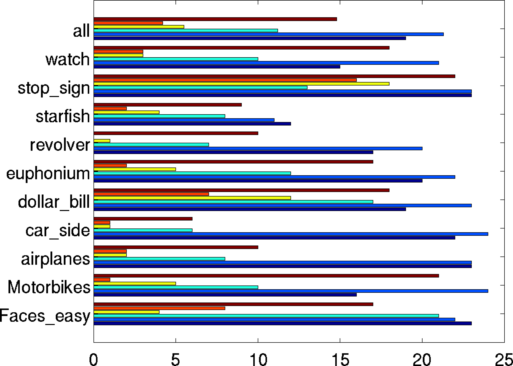 all
watch
stop_sign
starfish
revolver
euphonium
dollar_bill
car_side
airplanes
Motorbikes
Faces_easy
0 5 10 15 20 25